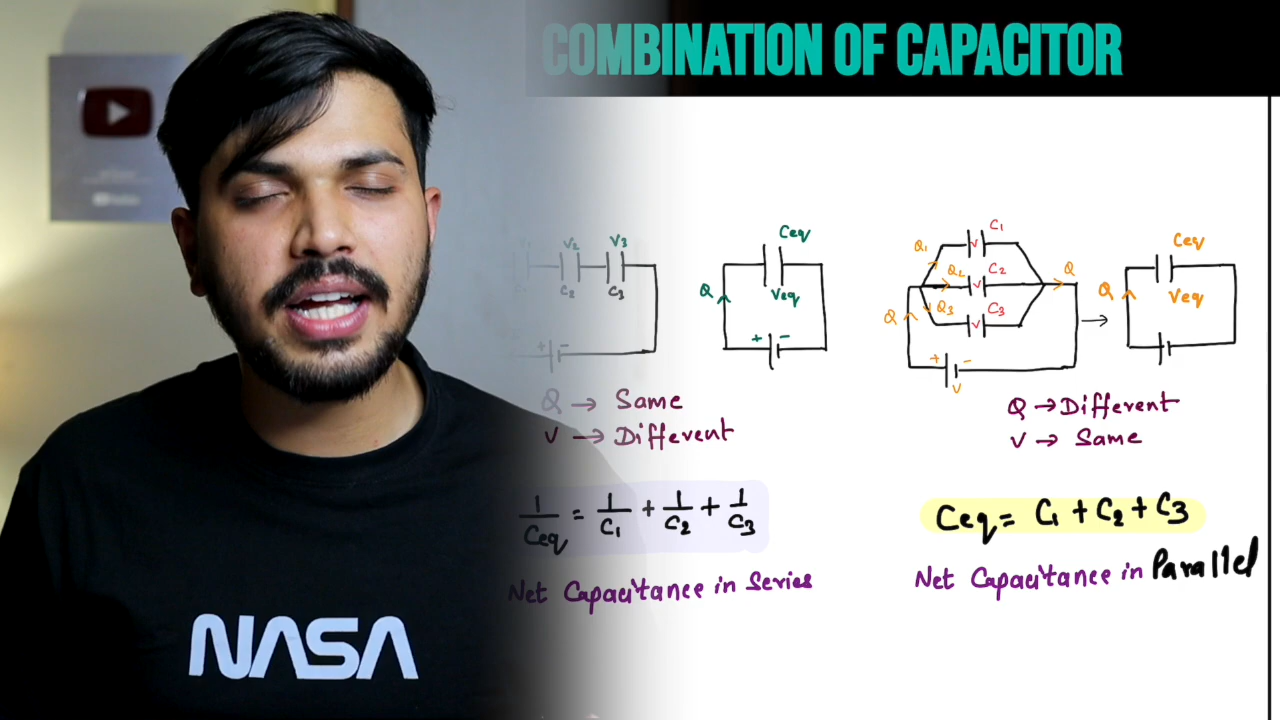 COMBINATION OF CAPACITOR
V2 V3
C2 C3
+ -
Q → Same
V → Different
1/Ceq = 1/C1 + 1/C2 + 1/C3
Net Capacitance in Series
Ceq
Q
Veq
+ -
C1
Q1 V
C2
Q2 V Q
C3
Q3 V
Q
+ -
V
→
Ceq
Q
Veq
Q → Different
V → Same
Ceq = C1 + C2 + C3
Net Capacitance in Parallel
NASA